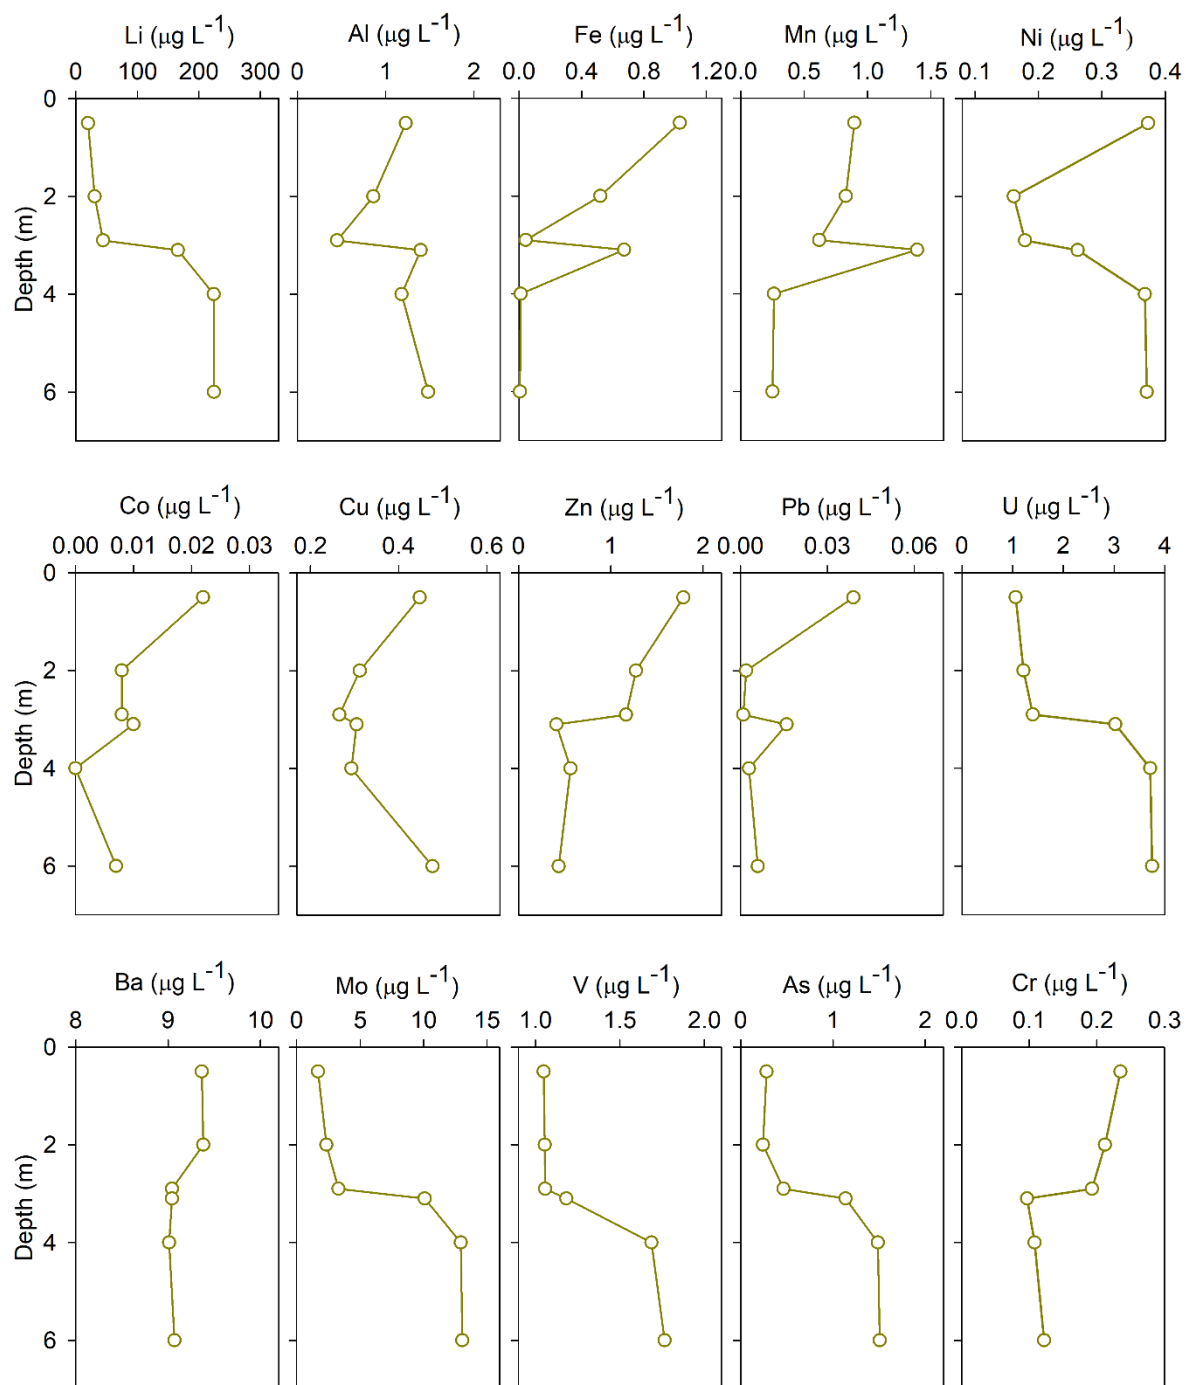 Li (μg L⁻¹) Al (μg L⁻¹) Fe (μg L⁻¹) Mn (μg L⁻¹) Ni (μg L⁻¹)
0 100 200 300 0 1 2 0.0 0.4 0.8 1.2 0.0 0.5 1.0 1.5 0.1 0.2 0.3 0.4
0
2
4
6
Depth (m)
Co (μg L⁻¹) Cu (μg L⁻¹) Zn (μg L⁻¹) Pb (μg L⁻¹) U (μg L⁻¹)
0.00 0.01 0.02 0.03 0.2 0.4 0.6 0 1 2 0.00 0.03 0.06 0 1 2 3 4
0
2
4
6
Depth (m)
Ba (μg L⁻¹) Mo (μg L⁻¹) V (μg L⁻¹) As (μg L⁻¹) Cr (μg L⁻¹)
8 9 10 0 5 10 15 1.0 1.5 2.0 0 1 2 0.0 0.1 0.2 0.3
0
2
4
6
Depth (m)